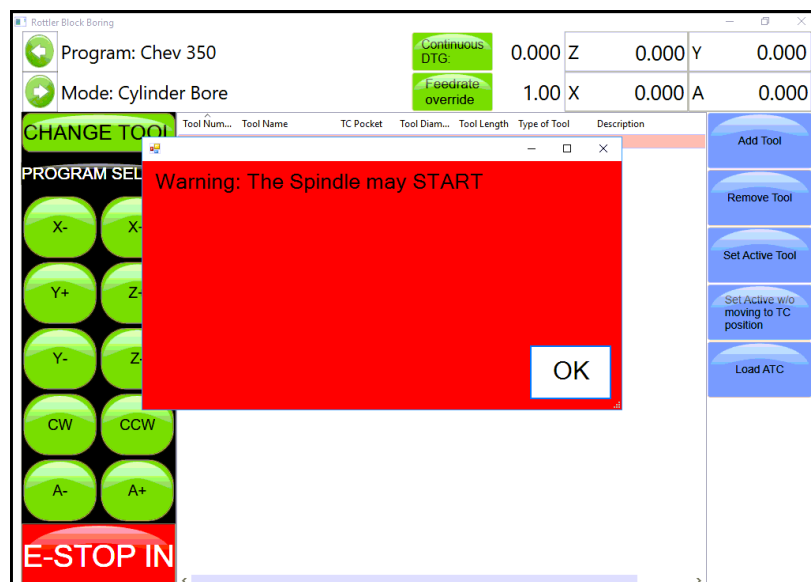 Rottler Block Boring
Program: Chev 350
Continuous DTG:
0.000 Z 0.000 Y 0.000
Mode: Cylinder Bore
Feedrate override
1.00 X 0.000 A 0.000
CHANGE TOOL
Tool Num... Tool Name TC Pocket Tool Diam... Tool Length Type of Tool Description
Add Tool
Warning: The Spindle may START
PROGRAM SEL
Remove Tool
X- X-
Set Active Tool
Y+ Z-
Set Active w/o
moving to TC
position
Y- Z-
Load ATC
OK
CW CCW
A- A+
E-STOP IN